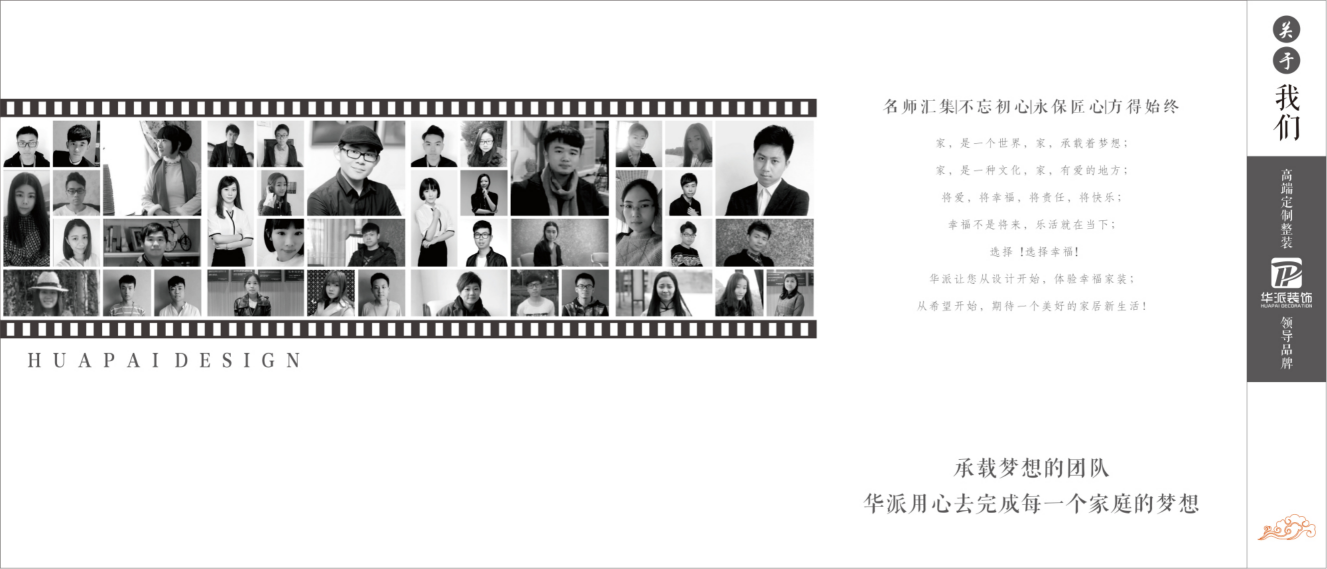 名师汇集|不忘初心|永保匠心|方得始终
家，是一个世界，家，承载着梦想；
家，是一种文化，家，有爱的地方；
将爱，将幸福，将责任，将快乐；
幸福不是将来，乐活就在当下；
选择 !选择幸福!
华派让您从设计开始，体验幸福家装；
从希望开始，期待一个美好的家居新生活！
HUAPAIDESIGN
承载梦想的团队
华派用心去完成每一个家庭的梦想
关于我们
高端定制整装
华派装饰
HUAPAI DECORATION
领导品牌